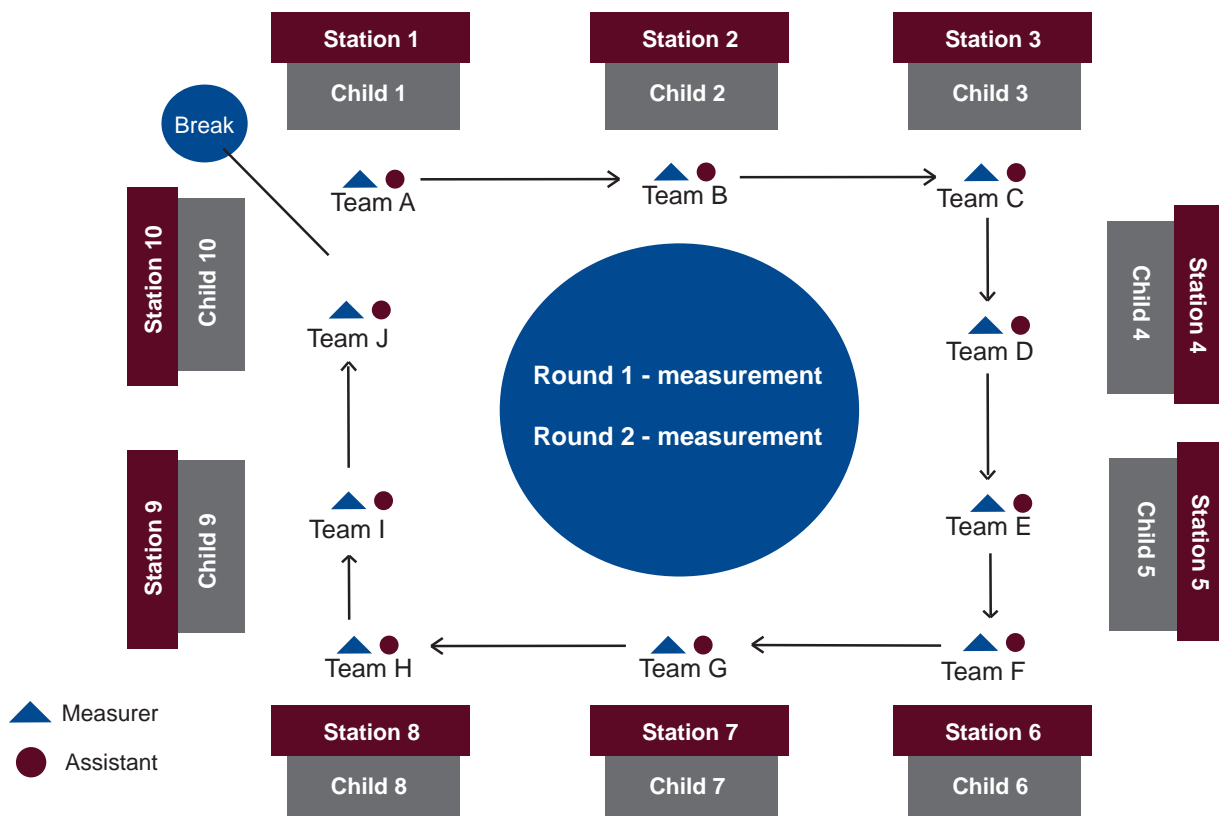 Station 1
Child 1
Station 2
Child 2
Station 3
Child 3
Break
Team A
Team B
Team C
Station 10
Child 10
Team J
Team D
Child 4
Station 4
Round 1 - measurement
Round 2 - measurement
Station 9
Child 9
Team I
Team E
Child 5
Station 5
Team H
Team G
Team F
Measurer
Assistant
Station 8
Child 8
Station 7
Child 7
Station 6
Child 6